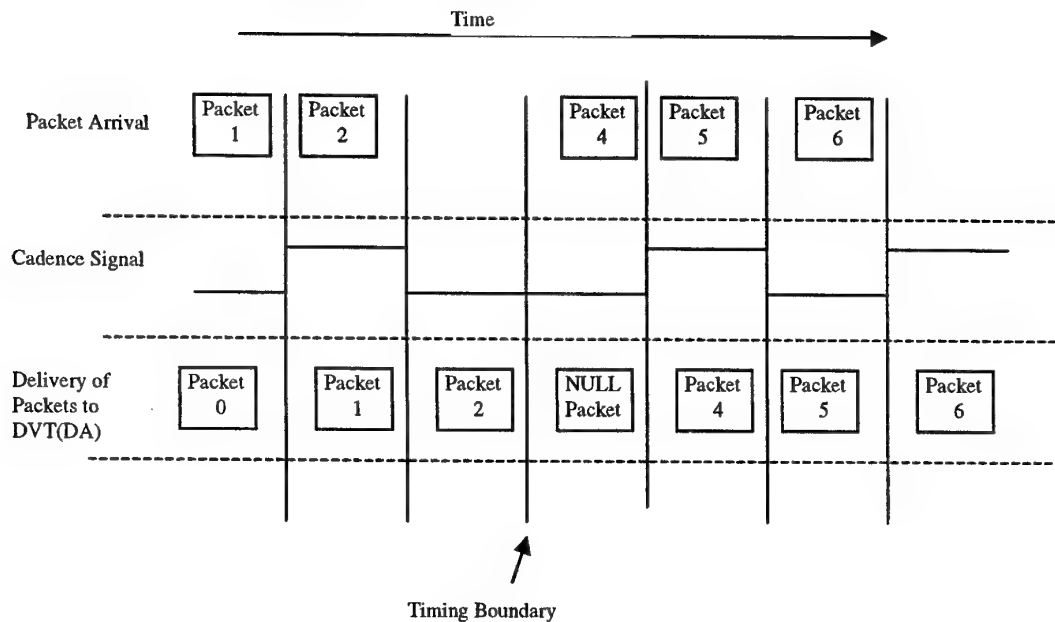 Time
Packet Arrival
Packet
1
Packet
2
Packet
4
Packet
5
Packet
6
Cadence Signal
Delivery of
Packets to
DVT(DA)
Packet
0
Packet
1
Packet
2
NULL
Packet
Packet
4
Packet
5
Packet
6
Timing Boundary